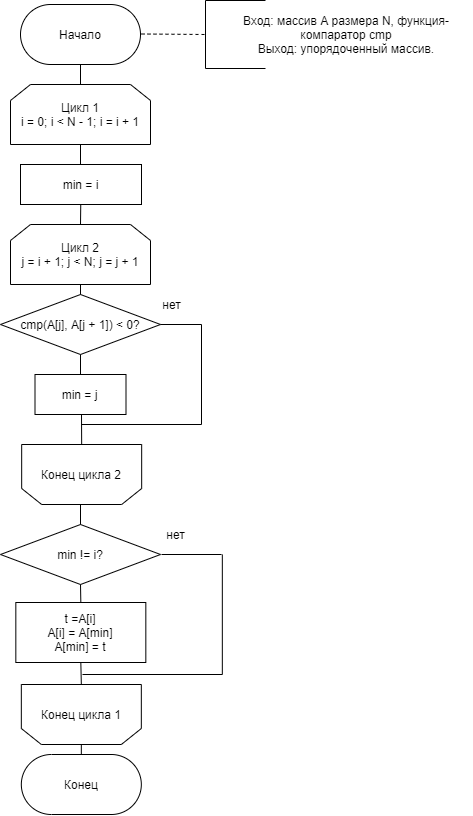 Начало
Вход: массив A размера N, функция-
компаратор cmp
Выход: упорядоченный массив.
Цикл 1
i = 0; i < N - 1; i = i + 1
min = i
Цикл 2
j = i + 1; j < N; j = j + 1
нет
cmp(A[j], A[j + 1]) < 0?
min = j
Конец цикла 2
нет
min != i?
t =A[i]
A[i] = A[min]
A[min] = t
Конец цикла 1
Конец